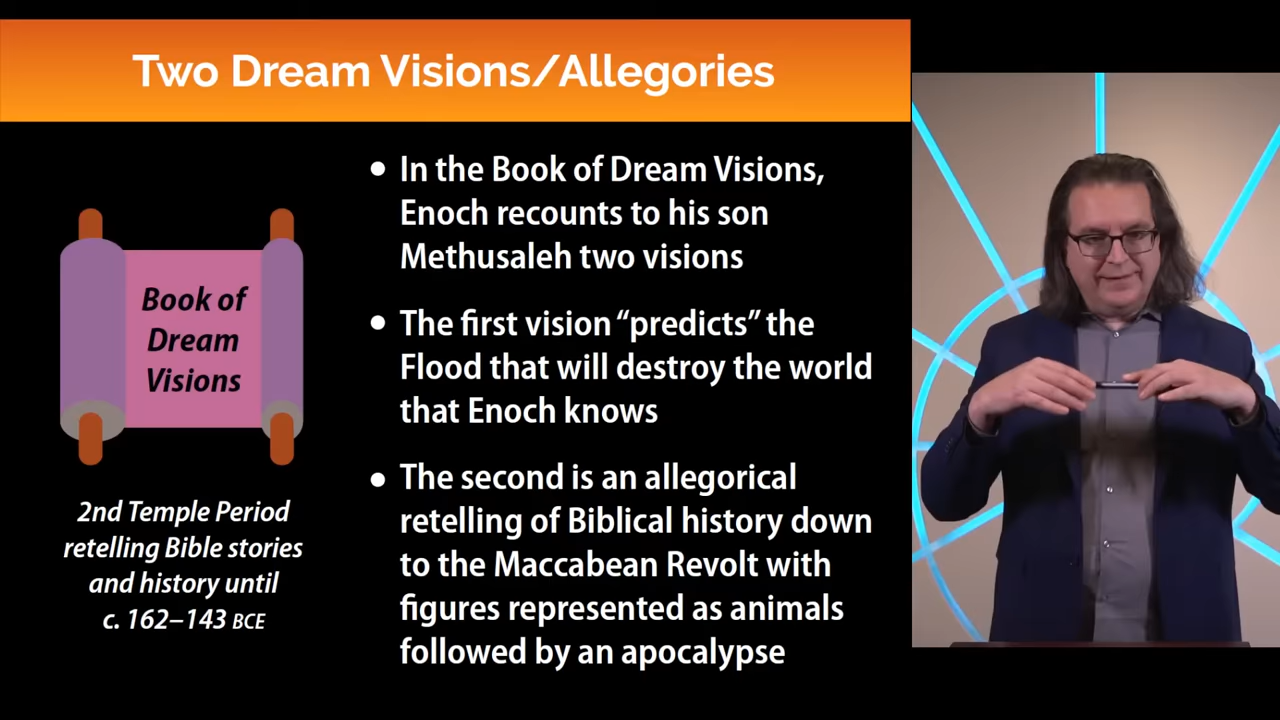 Two Dream Visions/Allegories
Book of
Dream
Visions
2nd Temple Period
retelling Bible stories
and history until
c. 162–143 BCE
• In the Book of Dream Visions,
Enoch recounts to his son
Methusaleh two visions
• The first vision “predicts” the
Flood that will destroy the world
that Enoch knows
• The second is an allegorical
retelling of Biblical history down
to the Maccabean Revolt with
figures represented as animals
followed by an apocalypse